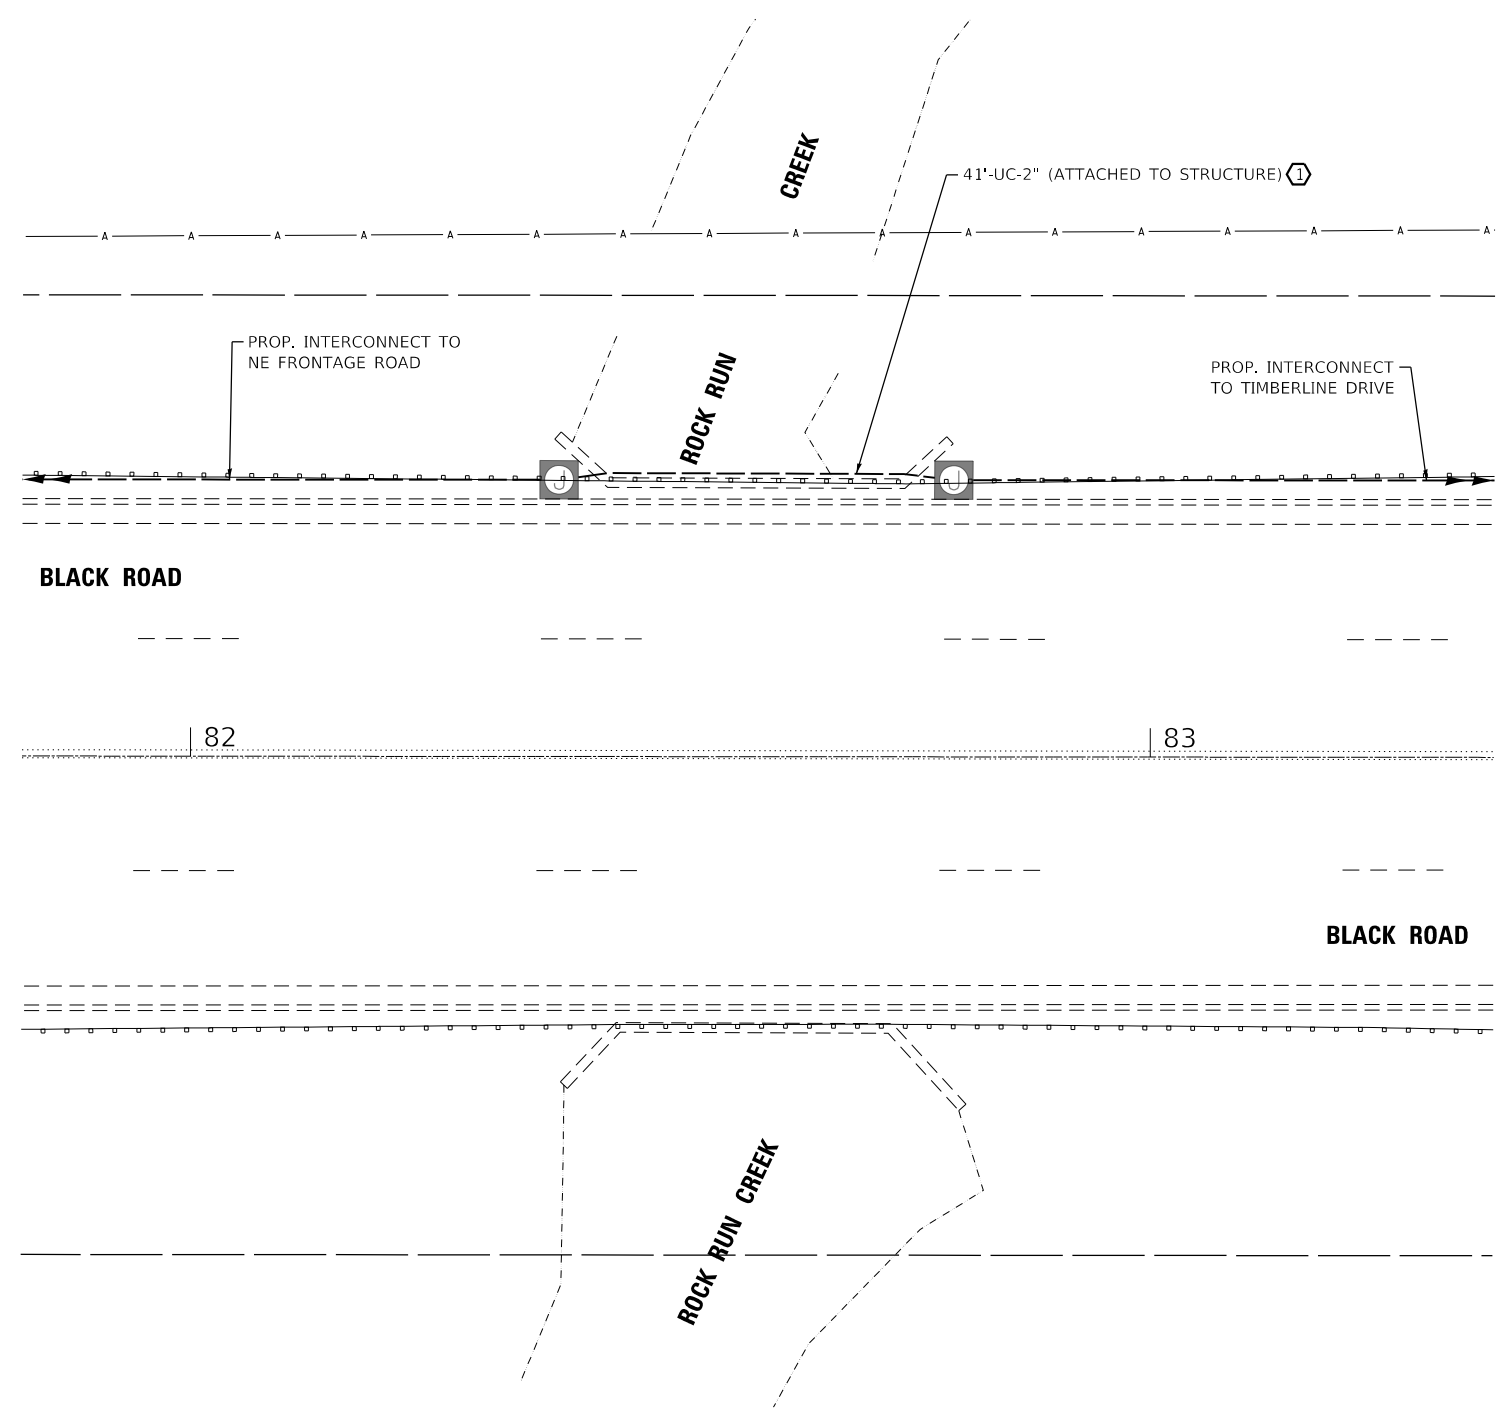 CREEK
41'-UC-2" (ATTACHED TO STRUCTURE) 1
A A A A A A A A A A A A A A A A A
PROP. INTERCONNECT TO
NE FRONTAGE ROAD
ROCK RUN
PROP. INTERCONNECT
TO TIMBERLINE DRIVE
J J
BLACK ROAD
82 83
BLACK ROAD
ROCK RUN CREEK